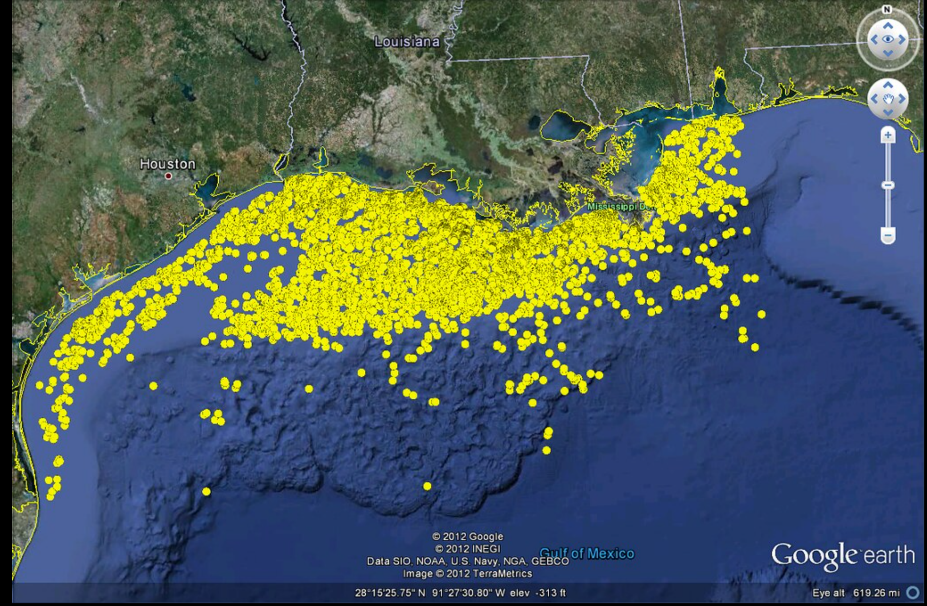 N
Louisiana
Houston
Mississippi D...
© 2012 Google
© 2012 INEGI
Data SIO, NOAA, U.S. Navy, NGA, GEBCO
Image © 2012 TerraMetrics
Gulf of Mexico
Google earth
28°15'25.75" N 91°27'30.80" W elev -313 ft
Eye alt 619.26 mi